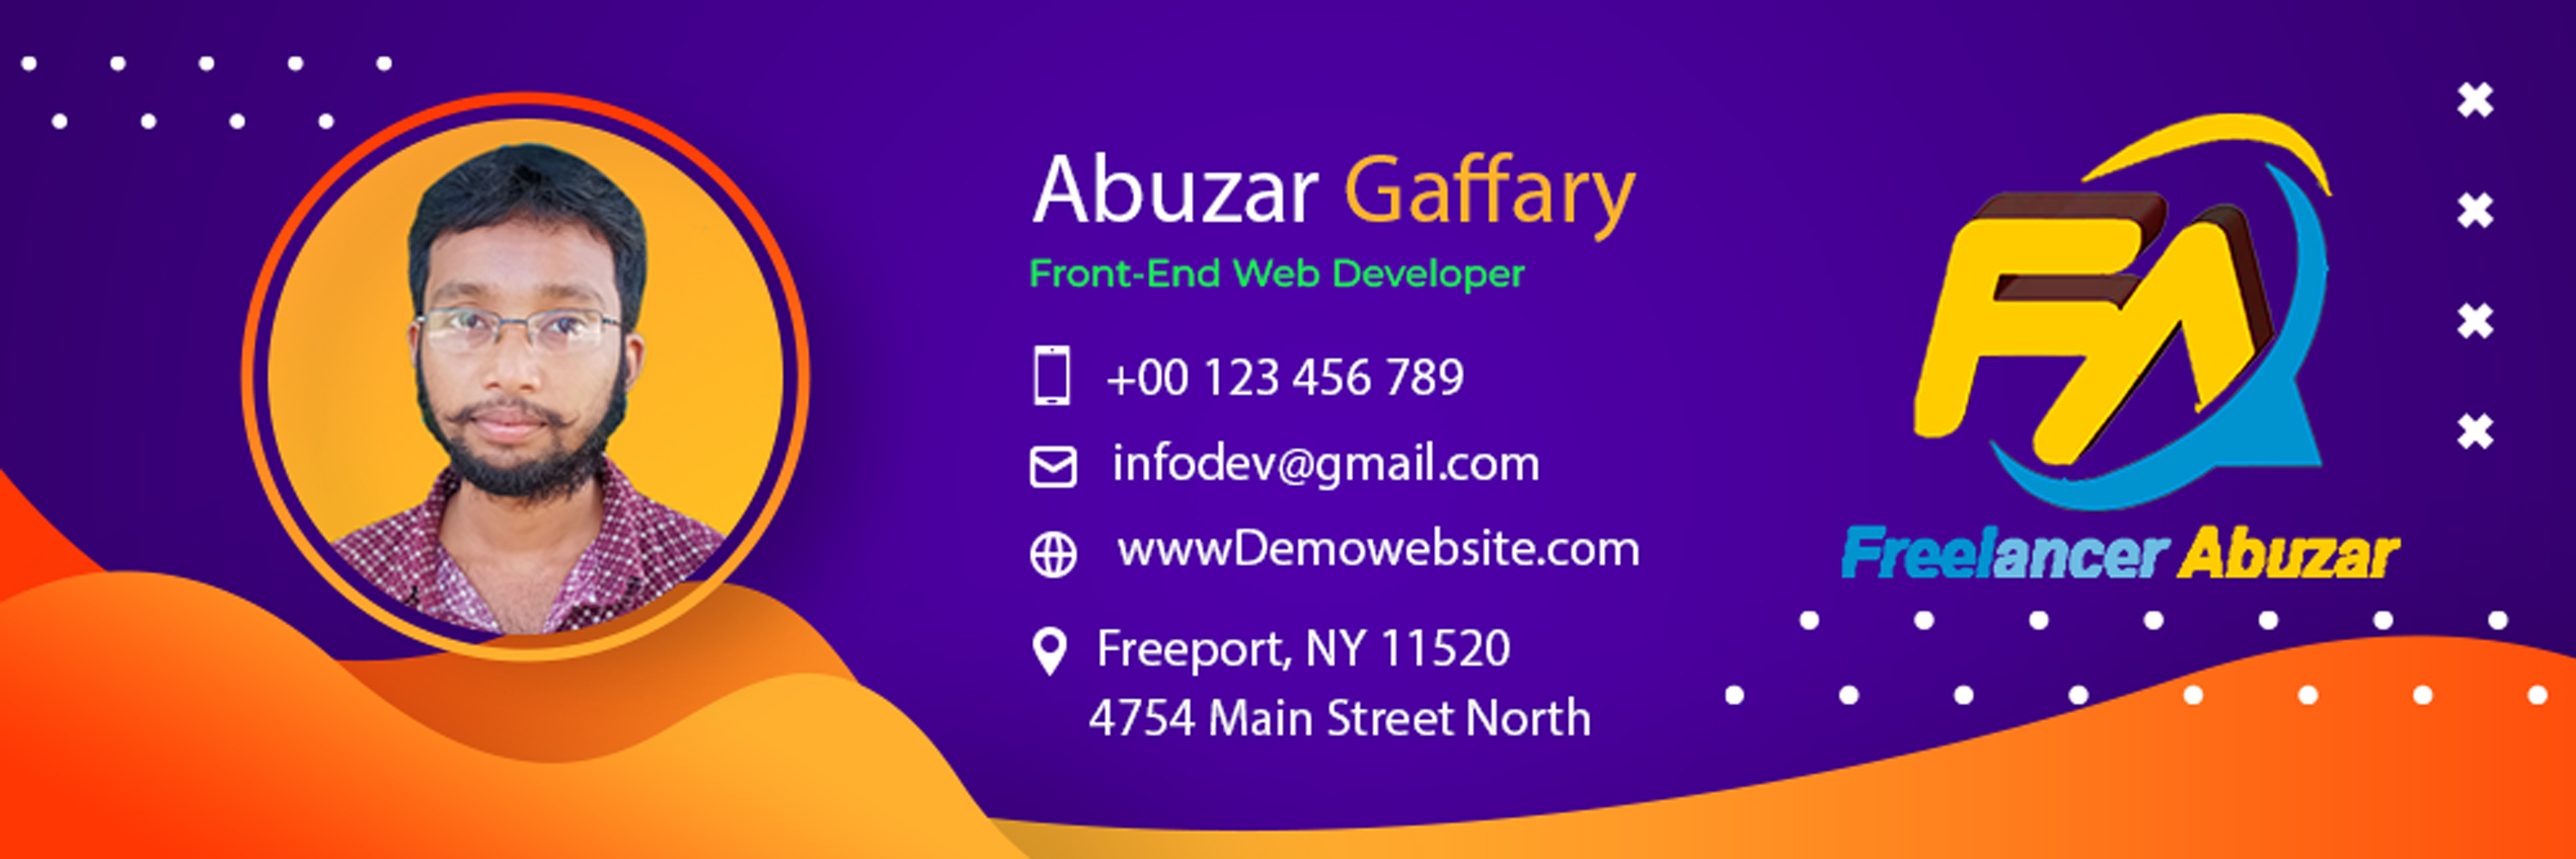 Abuzar Gaffary
Front-End Web Developer
+00 123 456 789
infodev@gmail.com
wwwDemowebsite.com
Freeport, NY 11520
4754 Main Street North
FA
Freelancer Abuzar